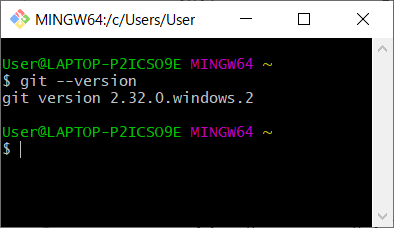 MINGW64:/c/Users/User
User@LAPTOP-P2ICSO9E MINGW64 ~
$ git --version
git version 2.32.0.windows.2
User@LAPTOP-P2ICSO9E MINGW64 ~
$